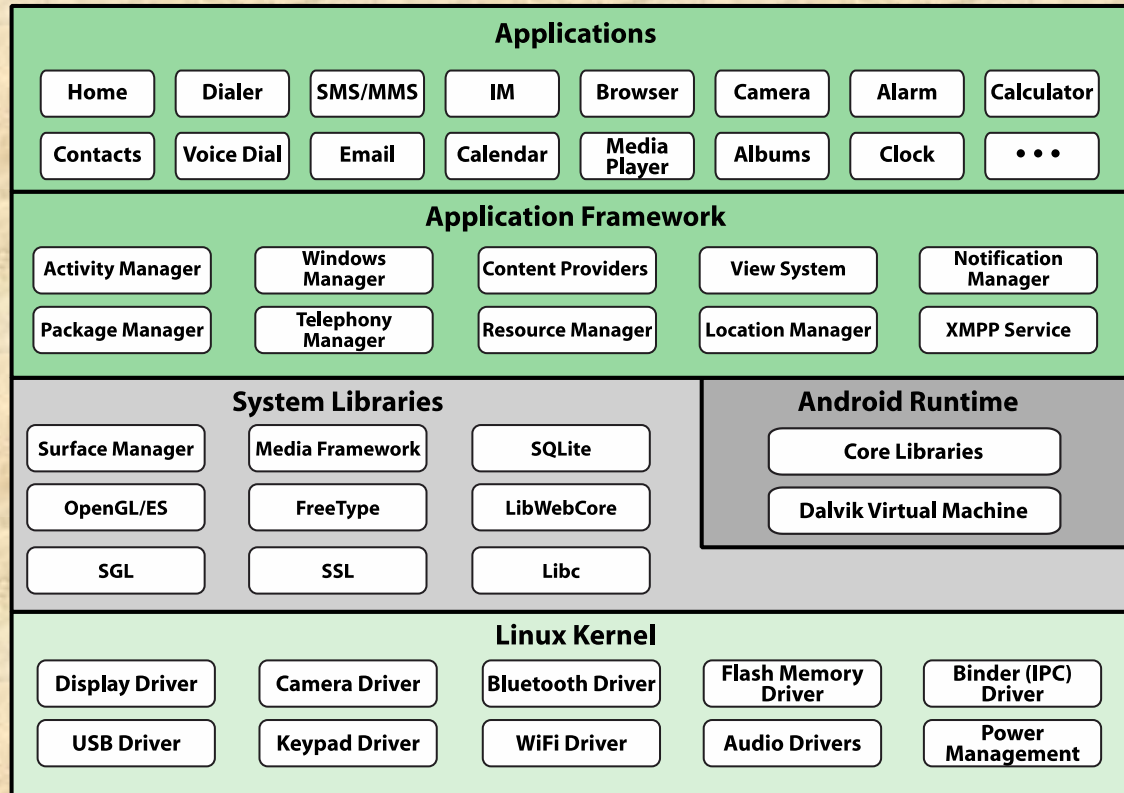 Applications
Home Dialer SMS/MMS IM Browser Camera Alarm Calculator
Contacts Voice Dial Email Calendar Media Player Albums Clock •••
Application Framework
Activity Manager Windows Manager Content Providers View System Notification Manager
Package Manager Telephony Manager Resource Manager Location Manager XMPP Service
System Libraries
Surface Manager Media Framework SQLite
OpenGL/ES FreeType LibWebCore
SGL SSL Libc
Android Runtime
Core Libraries
Dalvik Virtual Machine
Linux Kernel
Display Driver Camera Driver Bluetooth Driver Flash Memory Driver Binder (IPC) Driver
USB Driver Keypad Driver WiFi Driver Audio Drivers Power Management